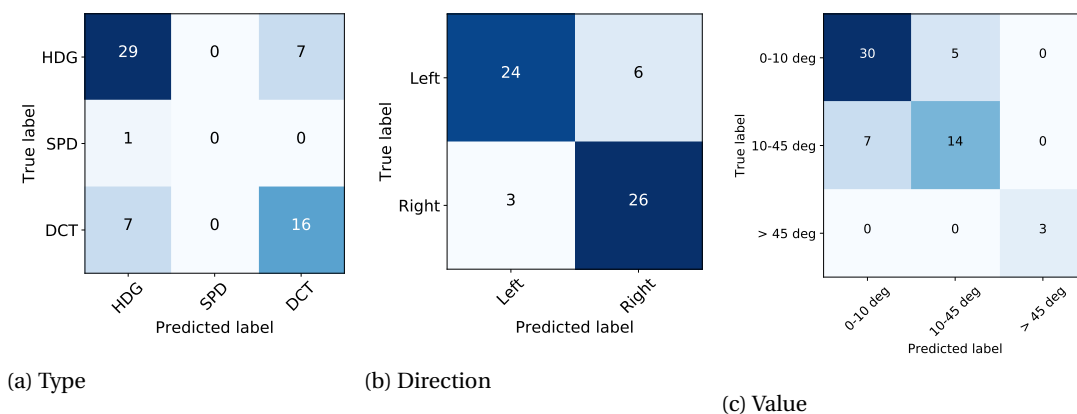 HDG
29
0
7
SPD
1
0
0
DCT
7
0
16
True label
HDG
SPD
DCT
Predicted label
(a) Type
Left
24
6
Right
3
26
True label
Left
Right
Predicted label
(b) Direction
0-10 deg
30
5
0
10-45 deg
7
14
0
> 45 deg
0
0
3
True label
0-10 deg
10-45 deg
> 45 deg
Predicted label
(c) Value